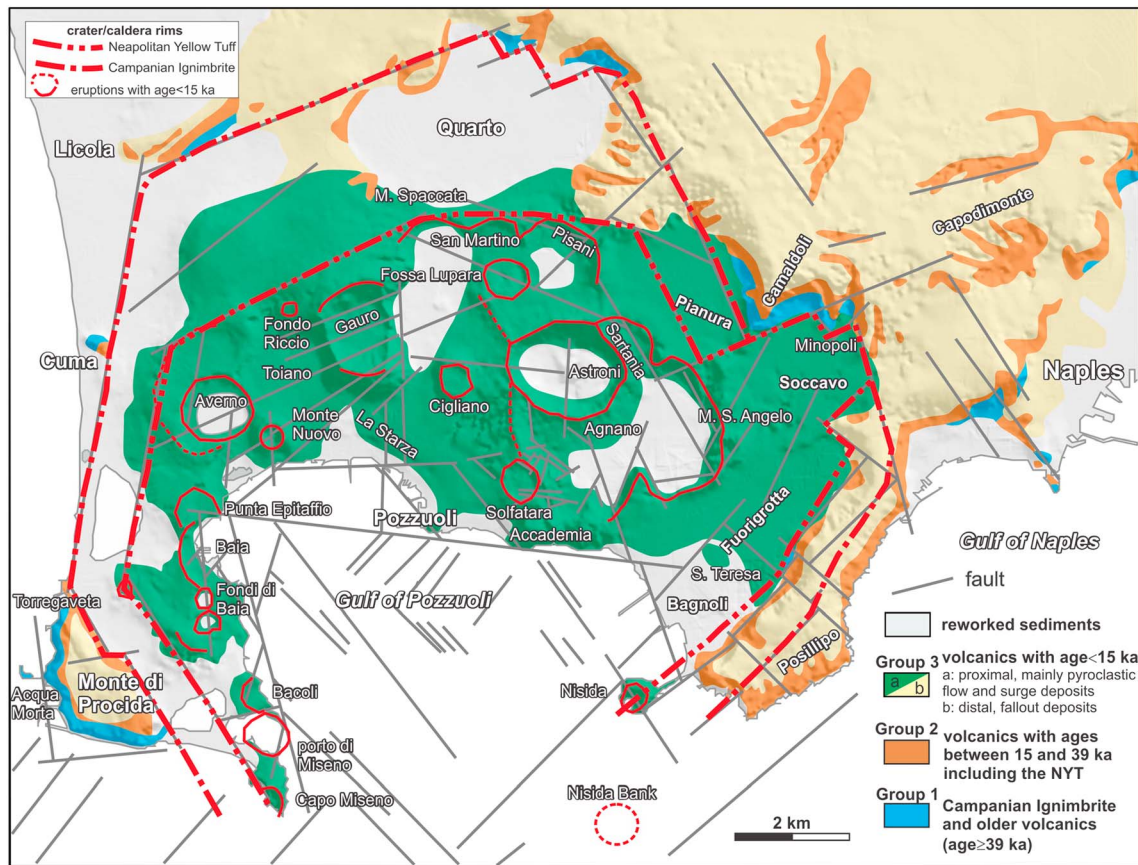 crater/caldera rims
Neapolitan Yellow Tuff
Campanian Ignimbrite
eruptions with age<15 ka
Licola
Quarto
M. Spaccata
San Martino
Pisani
Fossa Lupara
Capodimonte
Camaldoli
Pianura
Fondo
Riccio
Gauro
Sartania
Minopoli
Cuma
Toiano
Astroni
Soccavo
Naples
Averno
Cigliano
Monte
Nuovo
La Starza
Agnano
M. S. Angelo
Punta Epitaffio
Pozzuoli
Solfatara
Accademia
Fuorigrotta
Baia
S. Teresa
Gulf of Naples
Fondi di
Baia
Gulf of Pozzuoli
Bagnoli
Torregaveta
Posillipo
Monte di
Procida
Acqua
Morta
Bacoli
Nisida
porto di
Miseno
Capo Miseno
Nisida Bank
2 km
fault
reworked sediments
Group 3 volcanics with age<15 ka
a b
a: proximal, mainly pyroclastic
flow and surge deposits
b: distal, fallout deposits
Group 2 volcanics with ages
between 15 and 39 ka
including the NYT
Group 1 Campanian Ignimbrite
and older volcanics
(age≥39 ka)